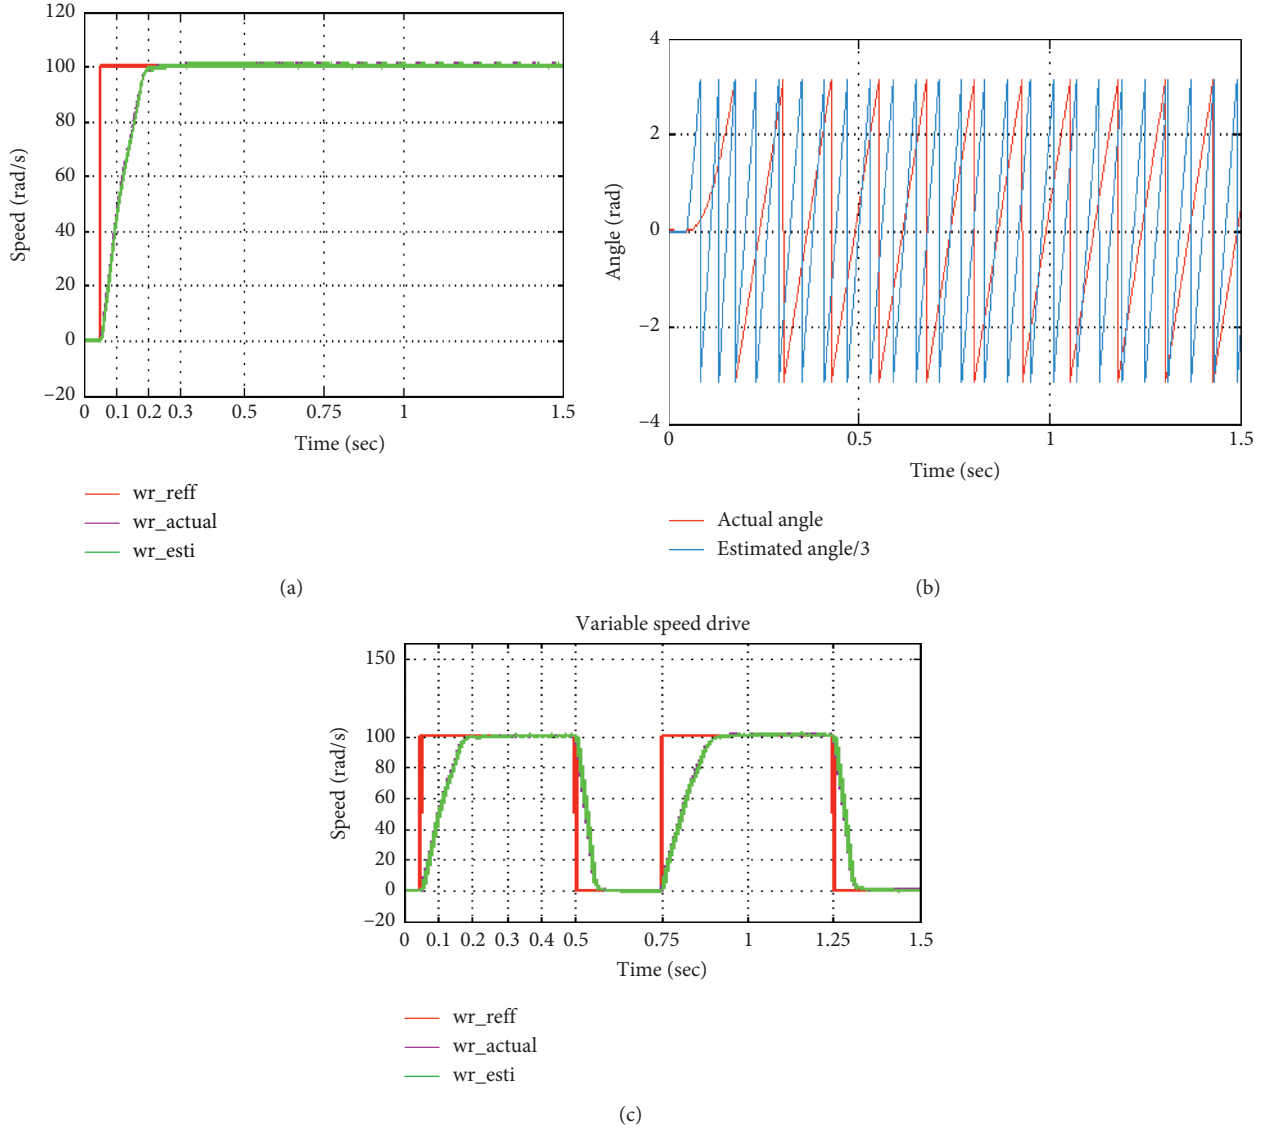 120
100
80
60
40
20
0
−20
Speed (rad/s)
0 0.1 0.2 0.3 0.5 0.75 1 1.5
Time (sec)
wr_reff
wr_actual
wr_esti
(a)
4
2
0
−2
−4
Angle (rad)
0 0.5 1 1.5
Time (sec)
Actual angle
Estimated angle/3
(b)
Variable speed drive
150
100
80
60
40
20
0
−20
Speed (rad/s)
0 0.1 0.2 0.3 0.4 0.5 0.75 1 1.25 1.5
Time (sec)
wr_reff
wr_actual
wr_esti
(c)